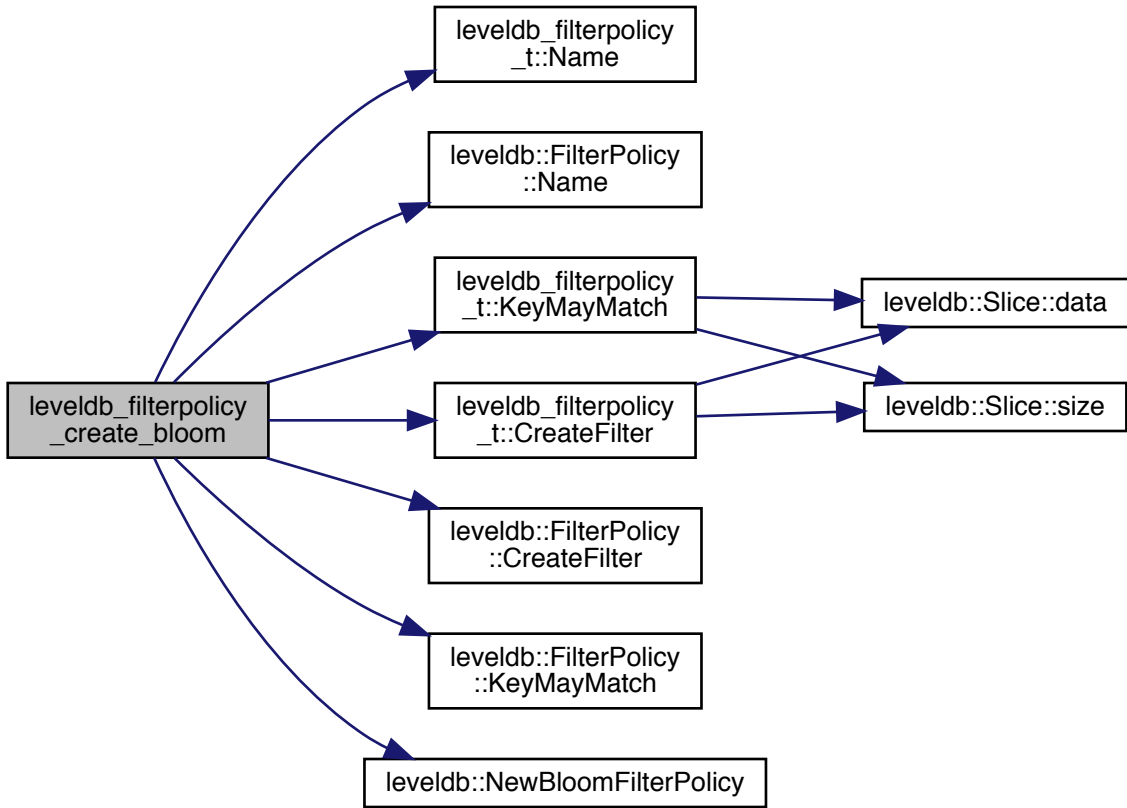 leveldb_filterpolicy
_t::Name
leveldb::FilterPolicy
::Name
leveldb_filterpolicy
_t::KeyMayMatch
leveldb::Slice::data
leveldb_filterpolicy
_create_bloom
leveldb_filterpolicy
_t::CreateFilter
leveldb::Slice::size
leveldb::FilterPolicy
::CreateFilter
leveldb::FilterPolicy
::KeyMayMatch
leveldb::NewBloomFilterPolicy